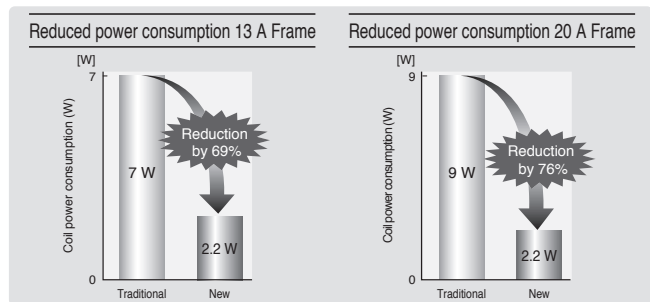 Reduced power consumption 13 A Frame
[W]
7
Coil power consumption (W)
Reduction
by 69%
7 W
2.2 W
0
Traditional New
Reduced power consumption 20 A Frame
[W]
9
Coil power consumption (W)
Reduction
by 76%
9 W
2.2 W
0
Traditional New